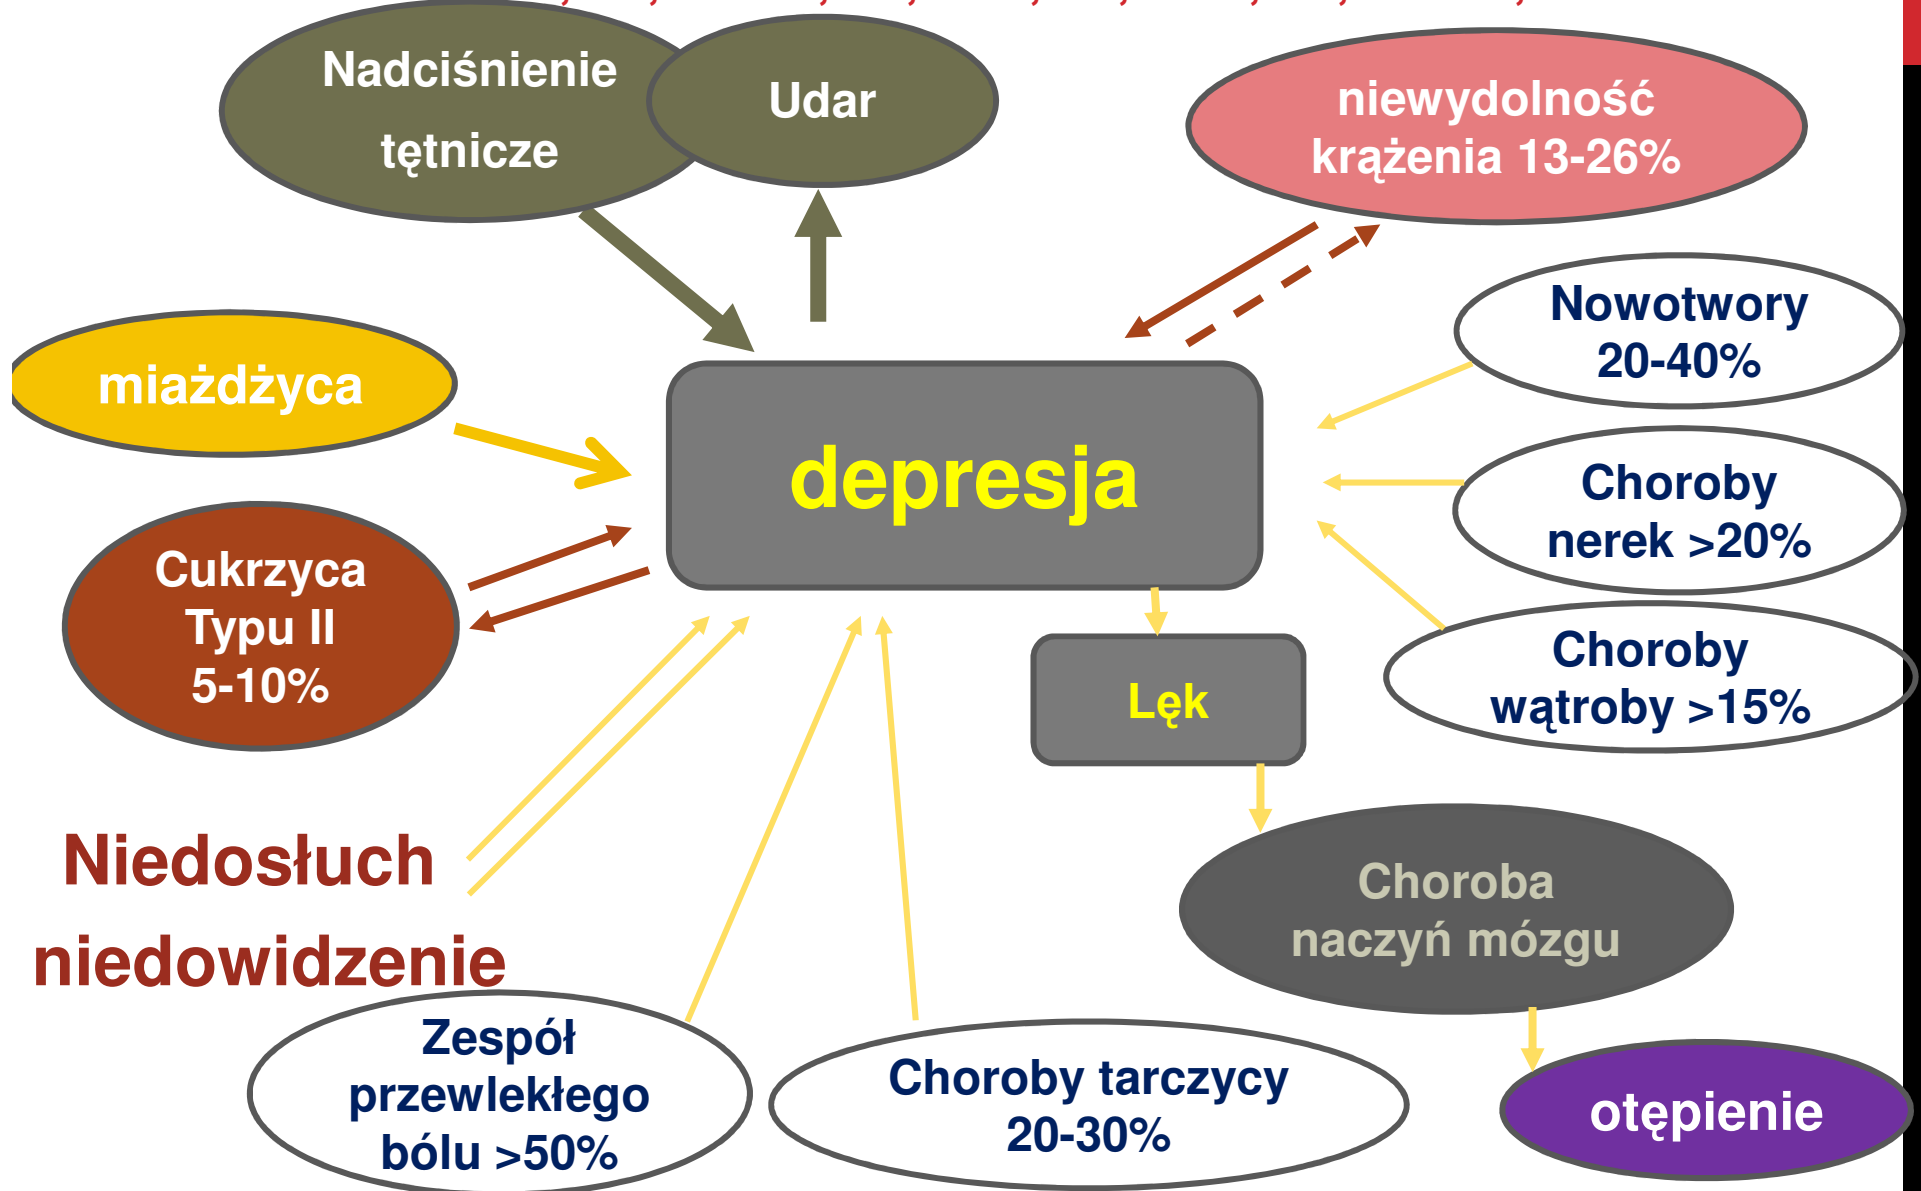 Nadciśnienie
tętnicze
Udar
niewydolność
krążenia 13-26%
Nowotwory
20-40%
miażdżyca
depresja
Choroby
nerek >20%
Cukrzyca
Typu II
5-10%
Choroby
wątroby >15%
Lęk
Niedosłuch
niedowidzenie
Choroba
naczyń mózgu
Zespół
przewlekłego
bólu >50%
Choroby tarczycy
20-30%
otępienie